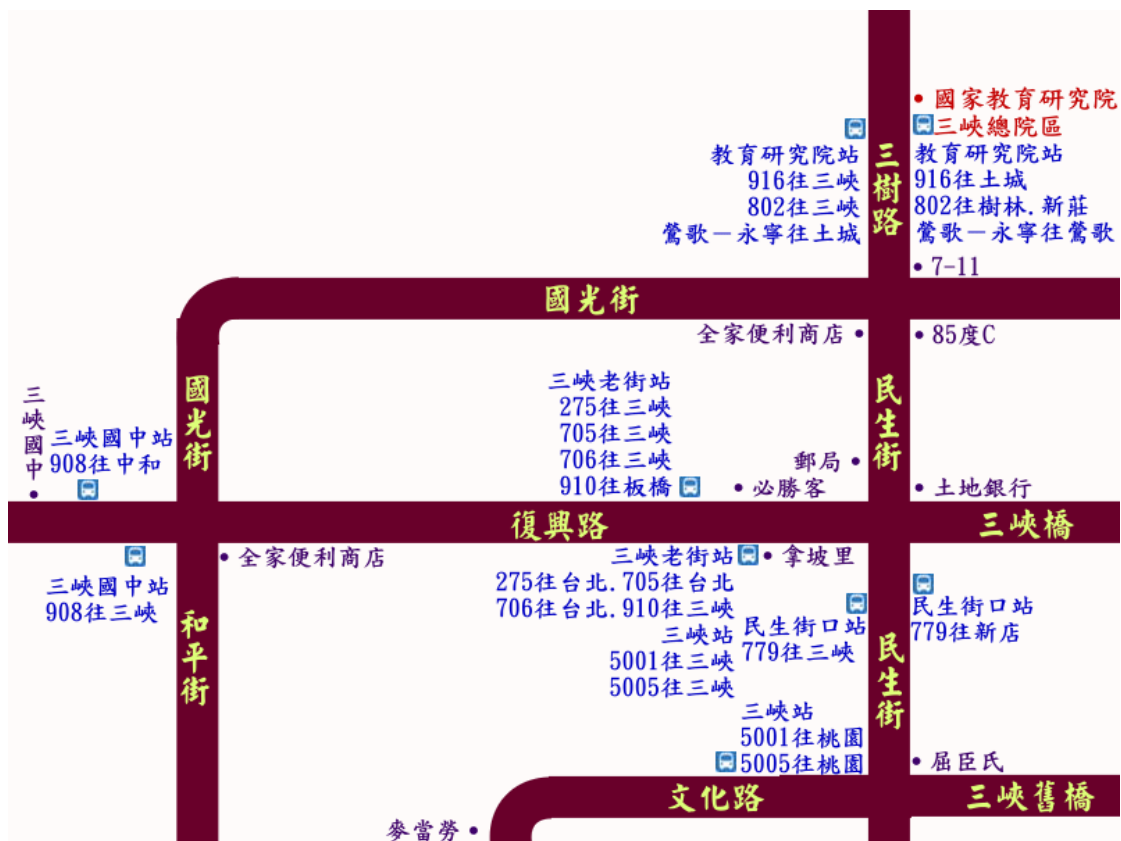 • 國家教育研究院
三峽總院區
教育研究院站
916往三峽
802往三峽
鶯歌－永寧往土城
三樹路
教育研究院站
916往土城
802往樹林.新莊
鶯歌－永寧往鶯歌
• 7-11
國光街
全家便利商店 •
• 85度C
國光街
三峽國中 •
三峽國中站
908往中和
三峽老街站
275往三峽
705往三峽
706往三峽
910往板橋
• 必勝客
郵局 •
民生街
• 土地銀行
復興路
三峽橋
三峽國中站
908往三峽
• 全家便利商店
和平街
三峽老街站
• 拿坡里
275往台北.705往台北
706往台北.910往三峽
三峽站
5001往三峽
5005往三峽
民生街口站
779往三峽
民生街口站
779往新店
民生街
三峽站
5001往桃園
5005往桃園
• 屈臣氏
文化路
三峽舊橋
麥當勞 •